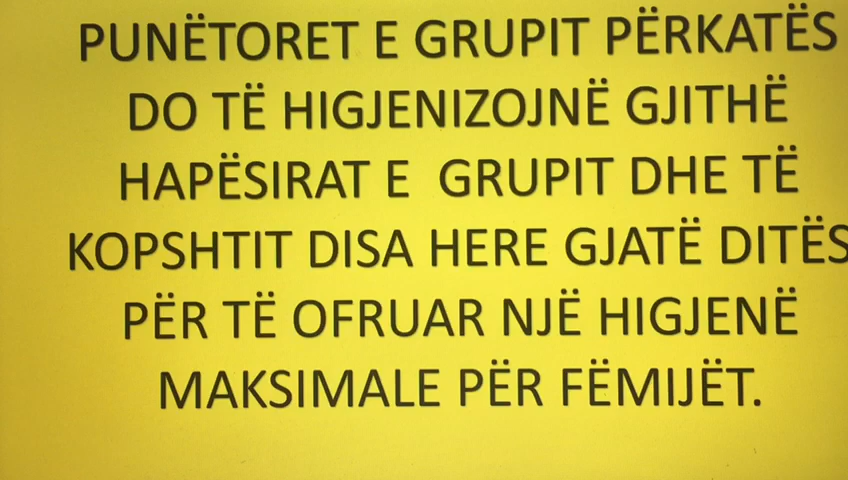 PUNËTORET E GRUPIT PËRKATËS
DO TË HIGJENIZOJNË GJITHË
HAPËSIRAT E GRUPIT DHE TË
KOPSHTIT DISA HERE GJATË DITËS
PËR TË OFRUAR NJË HIGJENË
MAKSIMALE PËR FËMIJËT.